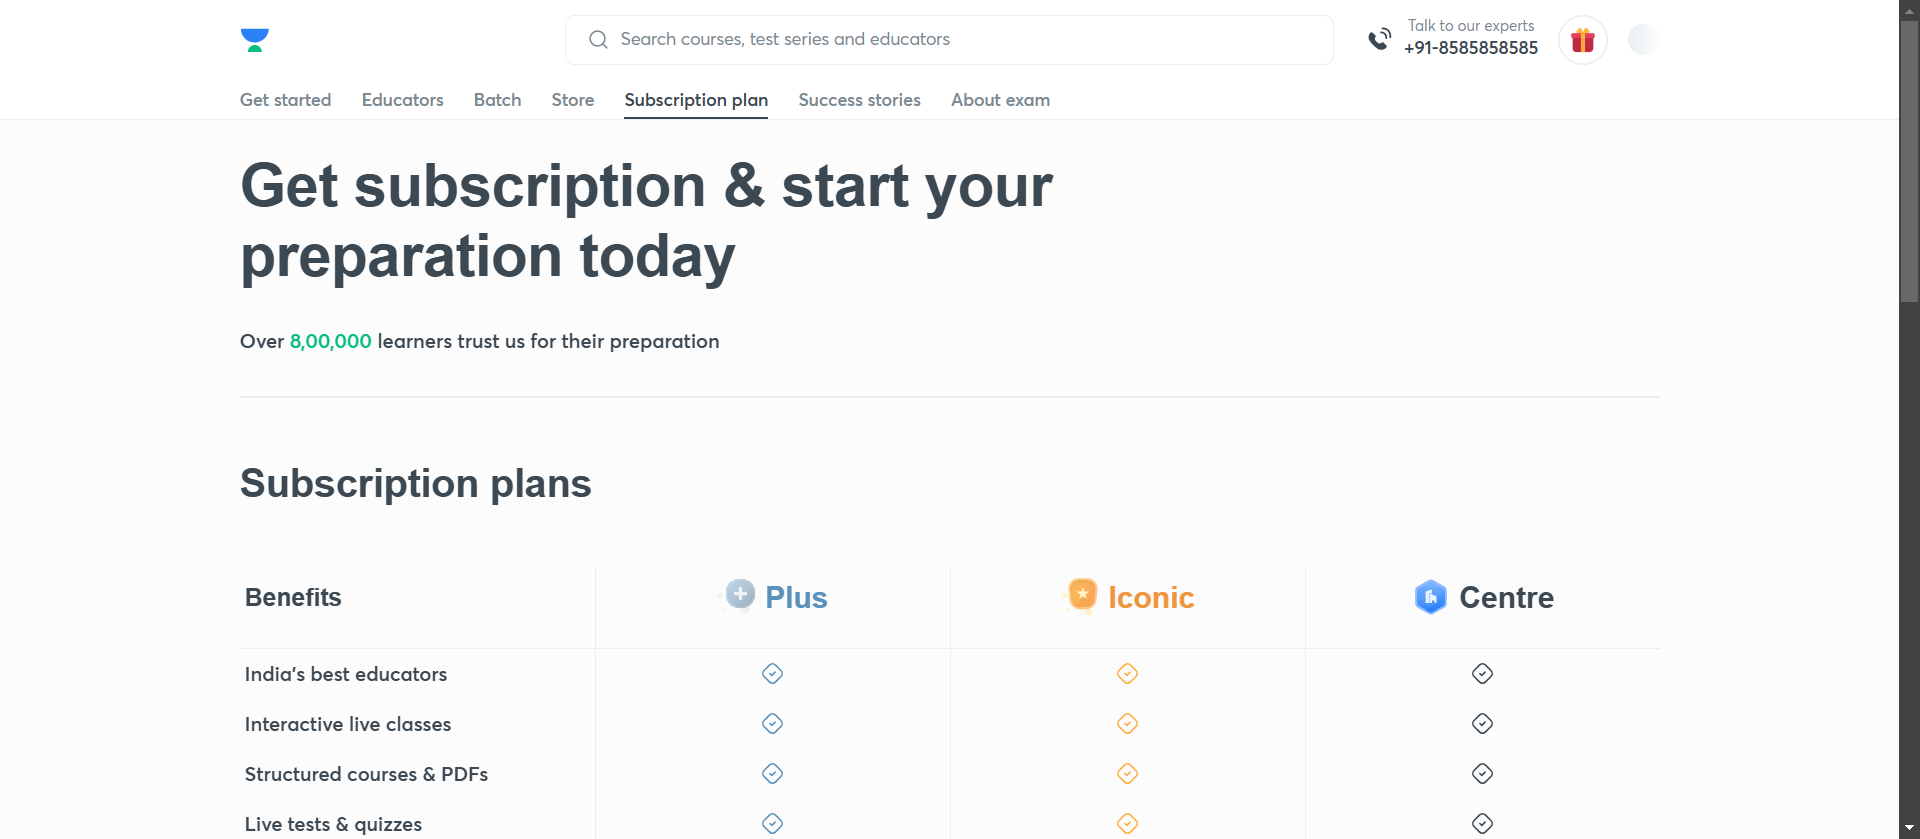 Search courses, test series and educators
Talk to our experts
+91-8585858585
Get started
Educators
Batch
Store
Subscription plan
Success stories
About exam
Get subscription & start your
preparation today
Over 8,00,000 learners trust us for their preparation
Subscription plans
Benefits
Plus
Iconic
Centre
India's best educators
Interactive live classes
Structured courses & PDFs
Live tests & quizzes